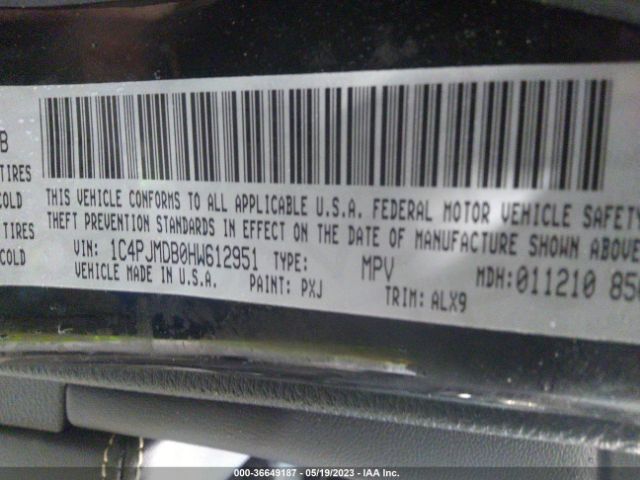 B
TIRES
COLD
TIRES
COLD
THIS VEHICLE CONFORMS TO ALL APPLICABLE U.S.A. FEDERAL MOTOR VEHICLE SAFETY
THEFT PREVENTION STANDARDS IN EFFECT ON THE DATE OF MANUFACTURE SHOWN ABOVE
VIN: 1C4PJMDB0HW612951 TYPE: MPV MDH:011210 856
VEHICLE MADE IN U.S.A. PAINT: PXJ TRIM: ALX9
000-36649187 - 05/19/2023 - IAA Inc.